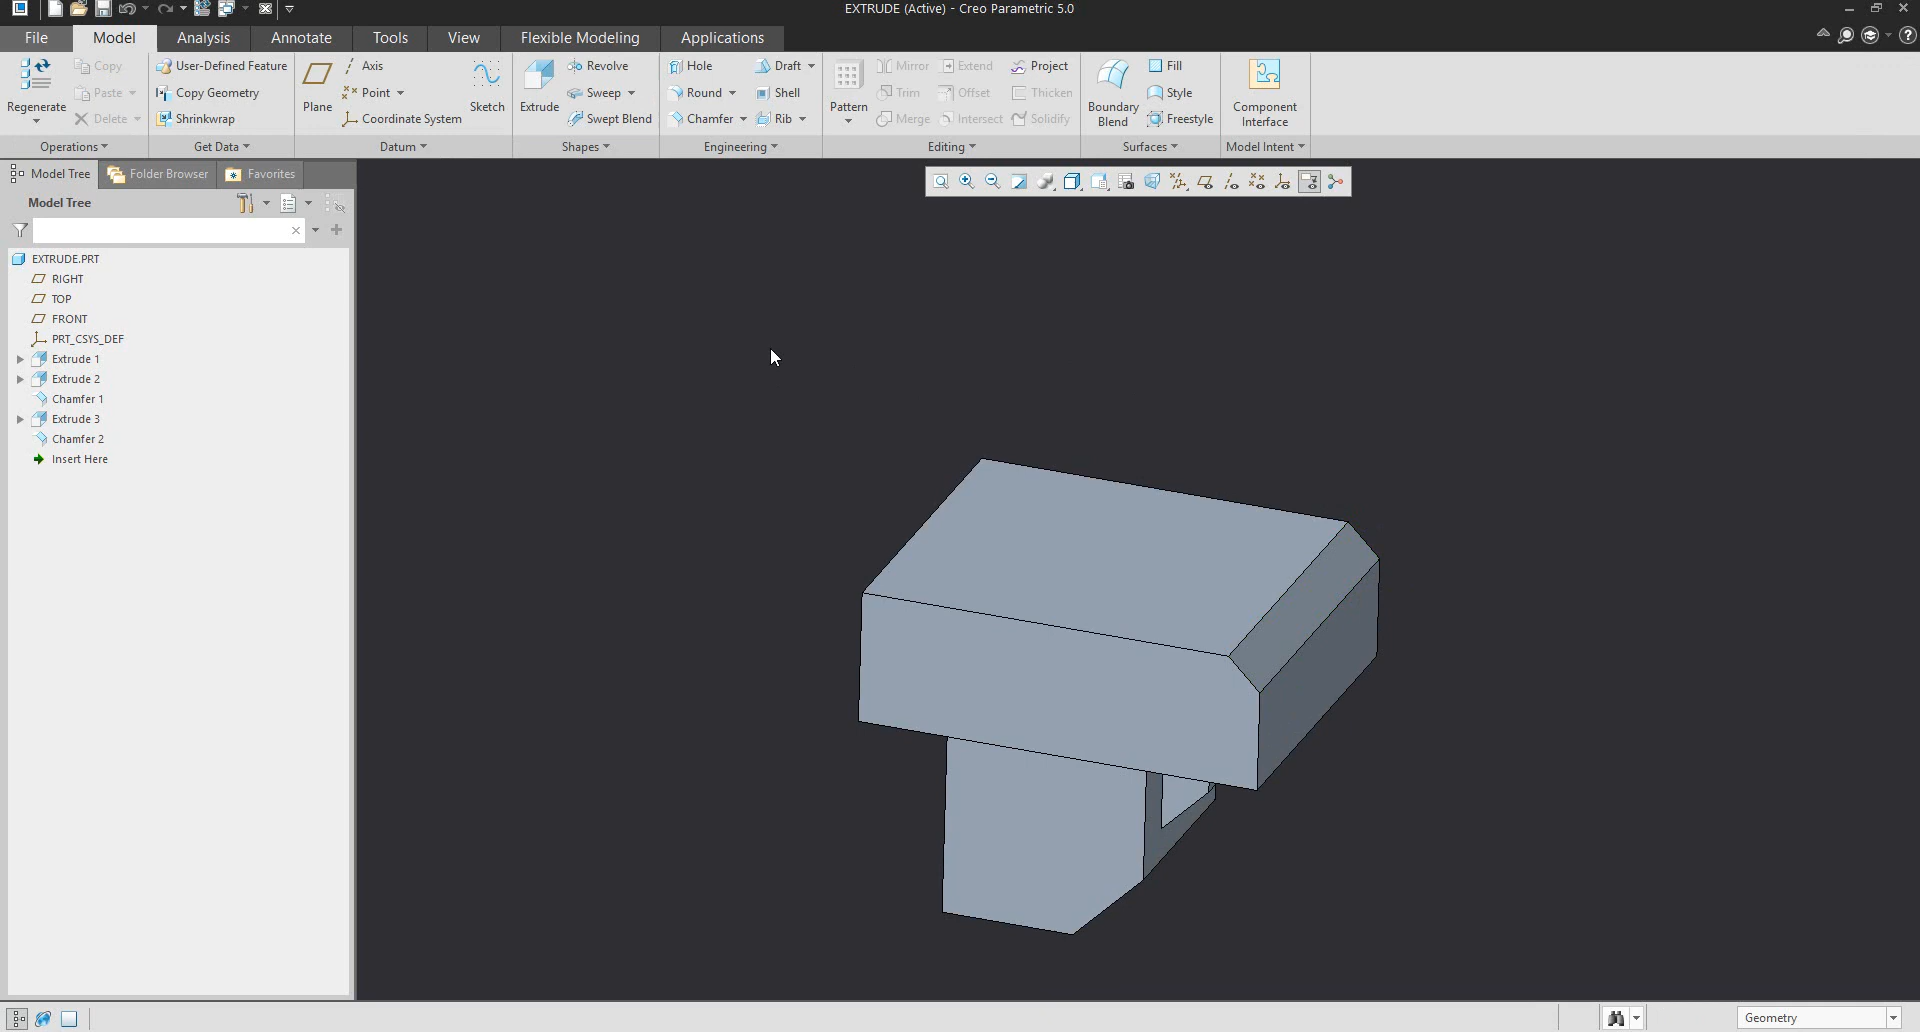 EXTRUDE (Active) - Creo Parametric 5.0
File Model Analysis Annotate Tools View Flexible Modeling Applications
Regenerate
Copy
Paste
Delete
Operations
User-Defined Feature
Copy Geometry
Shrinkwrap
Get Data
Plane
Axis
Point
Coordinate System
Sketch
Datum
Extrude
Revolve
Sweep
Swept Blend
Shapes
Hole
Round
Chamfer
Draft
Shell
Rib
Engineering
Pattern
Mirror
Trim
Merge
Extend
Offset
Intersect
Project
Thicken
Solidify
Editing
Boundary
Blend
Fill
Style
Freestyle
Surfaces
Component
Interface
Model Intent
Model Tree Folder Browser Favorites
Model Tree
EXTRUDE.PRT
RIGHT
TOP
FRONT
PRT_CSYS_DEF
Extrude 1
Extrude 2
Chamfer 1
Extrude 3
Chamfer 2
Insert Here
Geometry